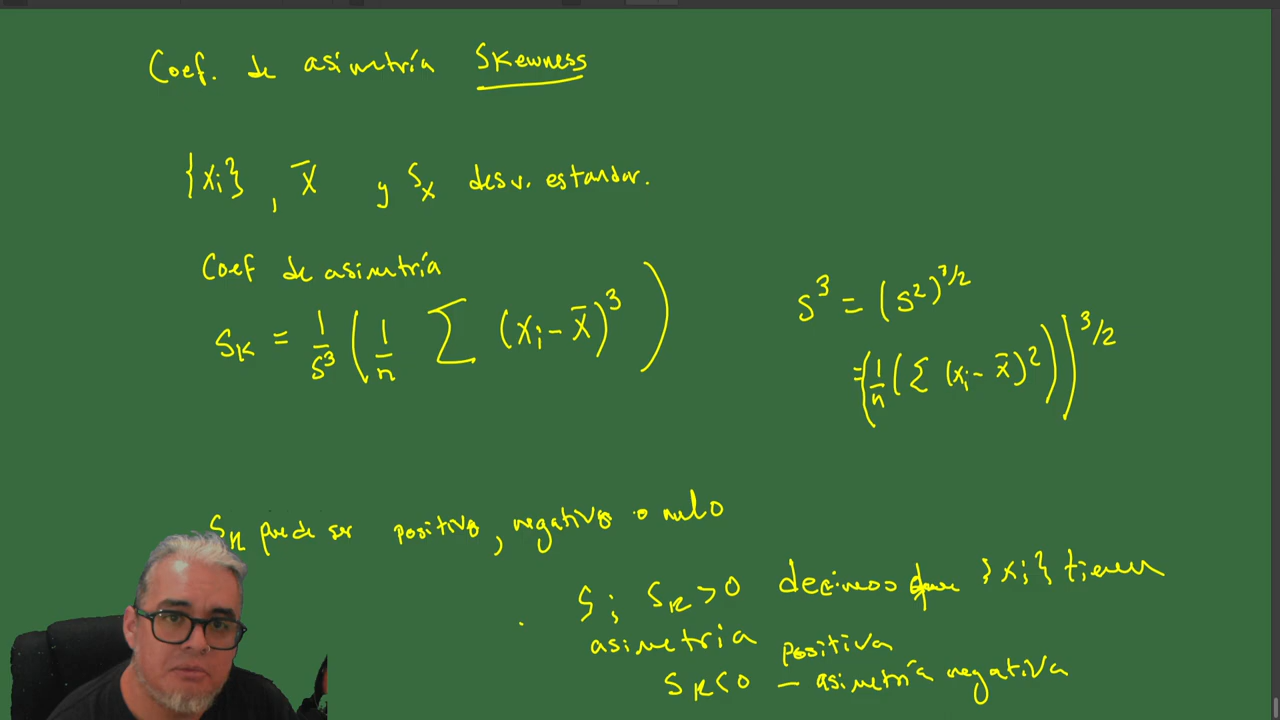 Coef. de asimetría Skewness
{xᵢ}, x̄ y Sₓ desv. estandar.
Coef de asimetría
Sₖ = 1/S³ (1/n Σ (xᵢ - x̄)³)
S³ = (S²)^3/2
= (1/n (Σ (xᵢ - x̄)²))^3/2
Sₖ puede ser positivo, negativo o nulo
Si Sₖ > 0 decimos que {xᵢ} tienen
asimetria positiva
Sₖ < 0 — asimetría negativa